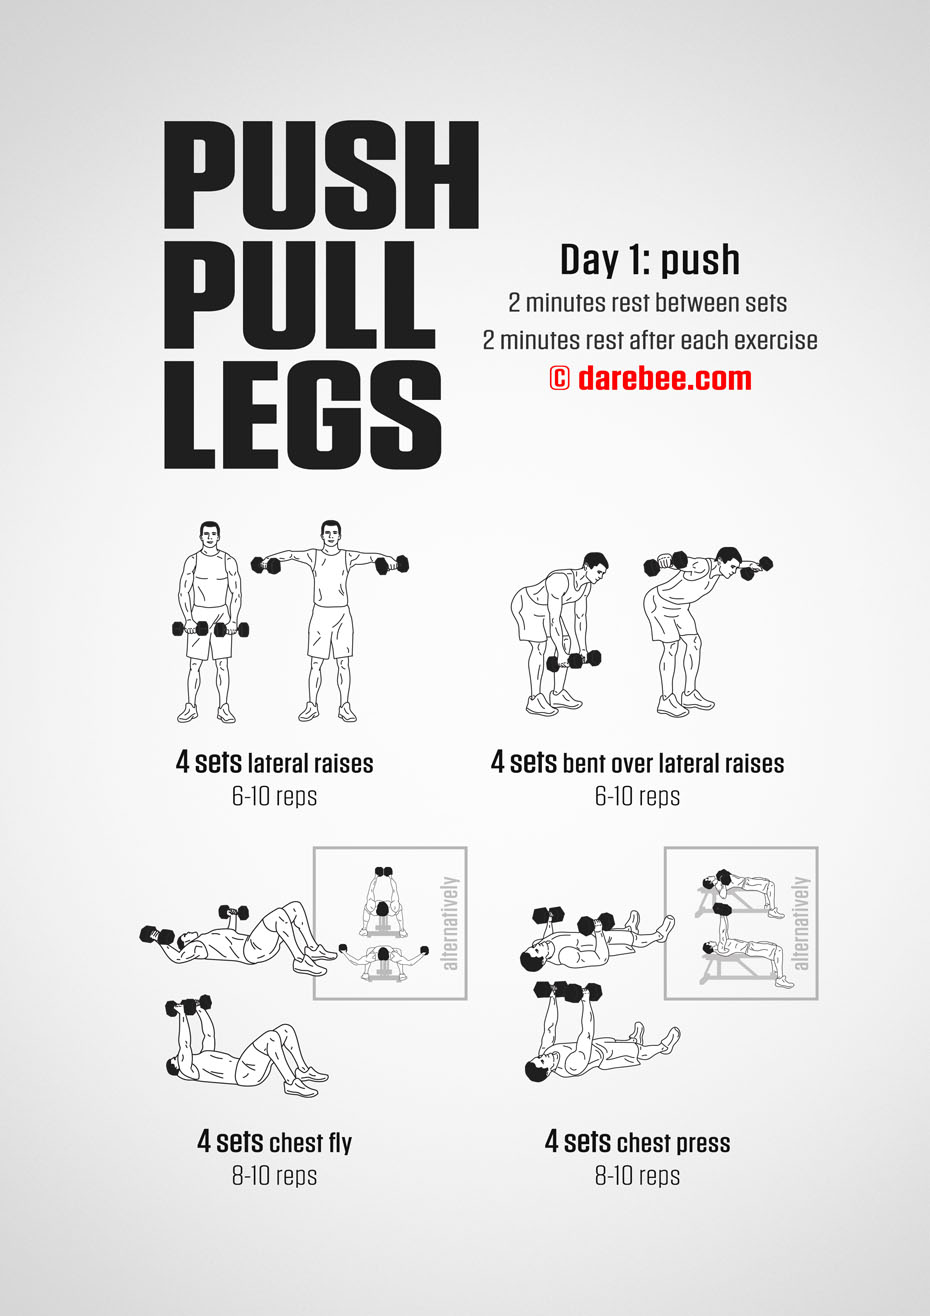 PUSH
PULL
LEGS
Day 1: push
2 minutes rest between sets
2 minutes rest after each exercise
© darebee.com
4 sets lateral raises
6-10 reps
4 sets bent over lateral raises
6-10 reps
alternatively
alternatively
4 sets chest fly
8-10 reps
4 sets chest press
8-10 reps